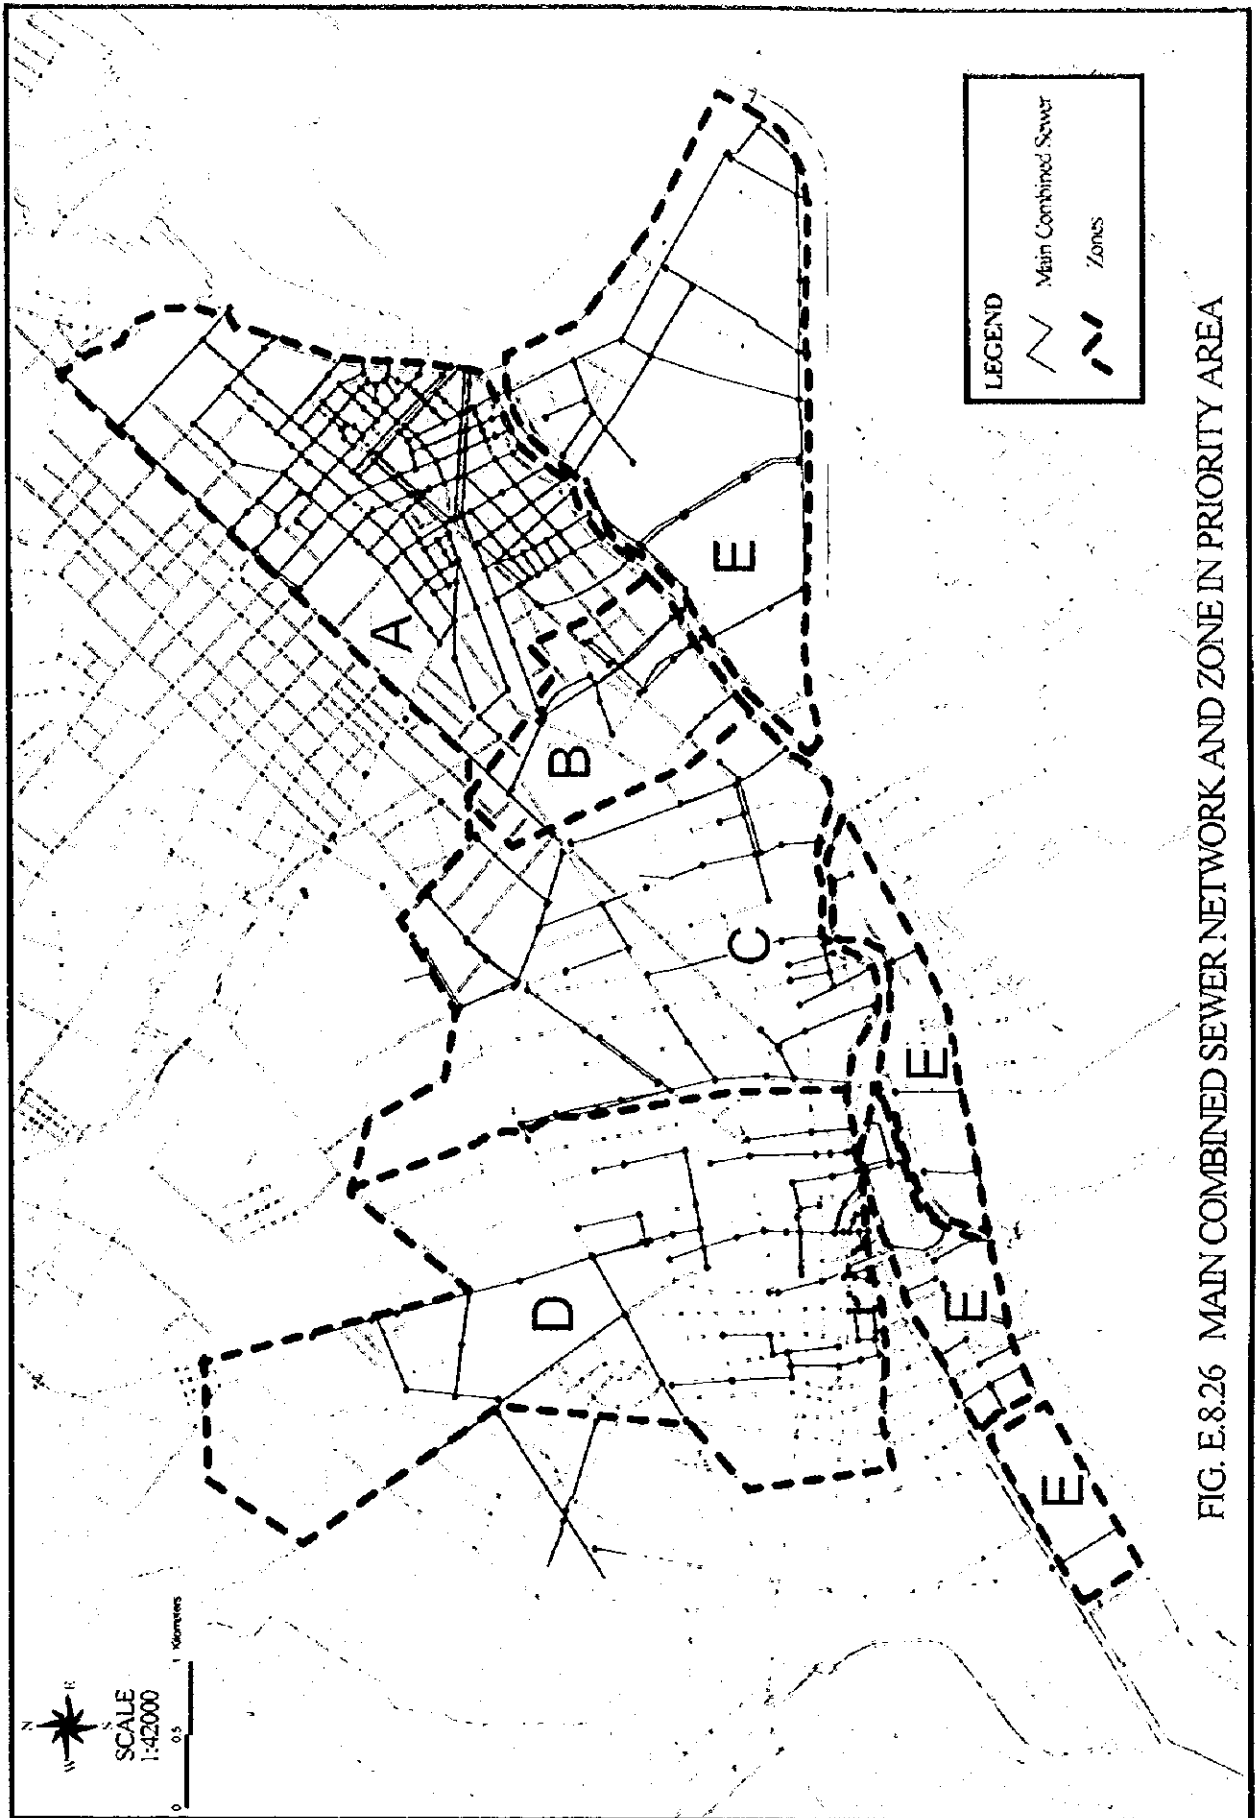 N
W E
S
SCALE
1:42000
0 0.5 1 Kilometers
A
B
C
D
E
E
E
E
LEGEND
Main Combined Sewer
Zones
FIG. E.8.26 MAIN COMBINED SEWER NETWORK AND ZONE IN PRIORITY AREA